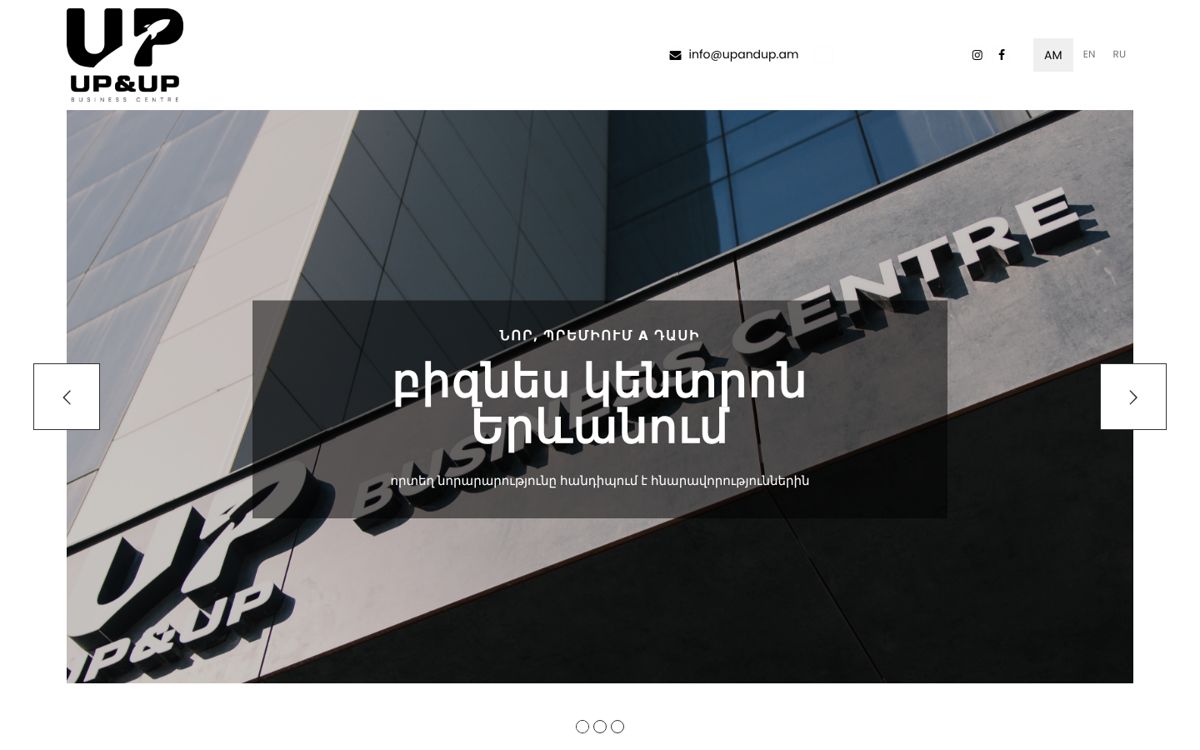 UP
UP&UP
BUSINESS CENTRE
info@upandup.am
AM EN RU
ՆՈՐ, ՊՐԵՄԻՈՒՄ A ԴԱՍԻ
բիզնես կենտրոն
Երևանում
որտեղ նորարարությունը հանդիպում է հնարավորություններին
BUSINESS CENTRE
UP
UP&UP